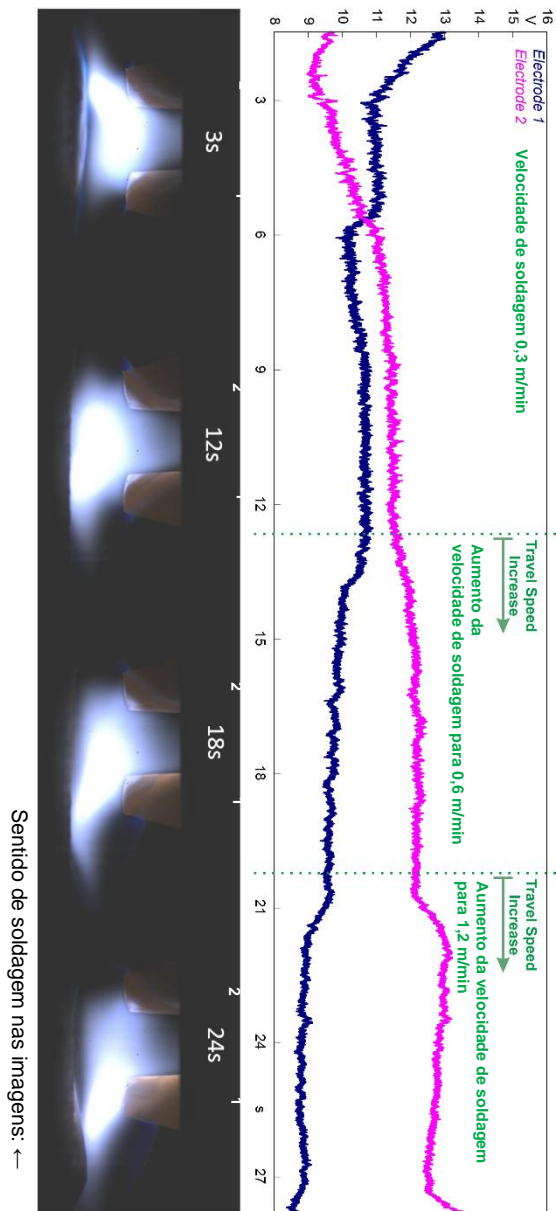 16
V
15
14
13
12
11
10
9
8
Electrode 1
Electrode 2
Velocidade de soldagem 0,3 m/min
Travel Speed
Increase
Aumento da
velocidade de soldagem para 0,6 m/min
Travel Speed
Increase
Aumento da velocidade de soldagem
para 1,2 m/min
3 6 9 12 15 18 21 24 s 27
2 2 2
3s 12s 18s 24s
Sentido de soldagem nas imagens: ←